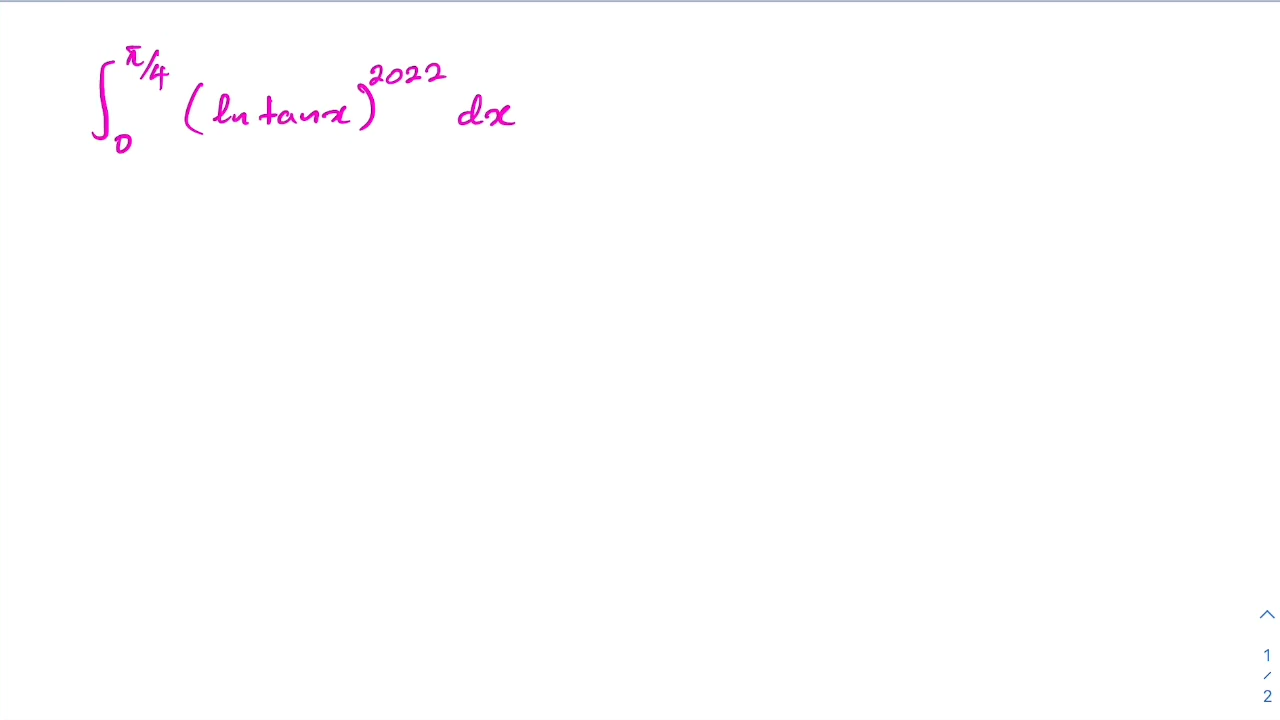 ∫₀^{π/4} (ln tan x)^{2022} dx
1
/
2